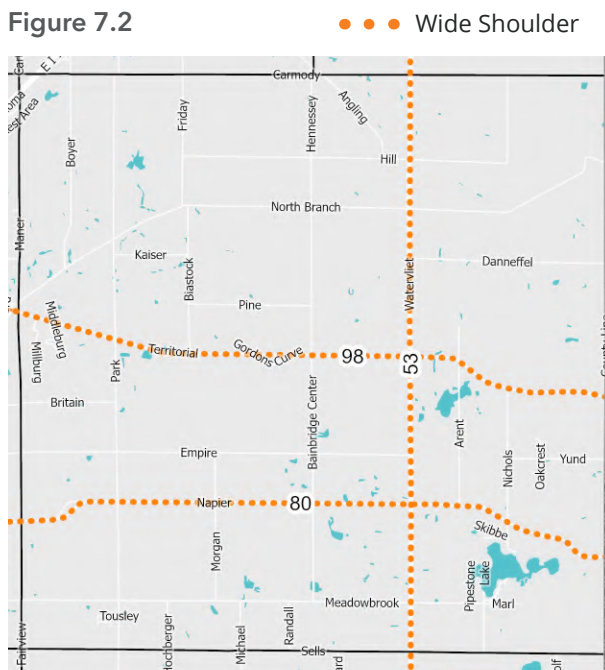 Figure 7.2
Wide Shoulder
Carmody
Angling
Friday
Hennessey
Boyer
Hill
North Branch
Maner
Kaiser
Danneffel
Biastock
Watervliet
Pine
Middleburg
Millburg
Territorial
Gordons Curve
98
53
Park
Britain
Bainbridge Center
Arent
Empire
Nichols
Oakcrest
Yund
Napier
80
Skibbe
Morgan
Pipestone
Lake
Meadowbrook
Marl
Tousley
Randall
Michael
Fairview
Sells